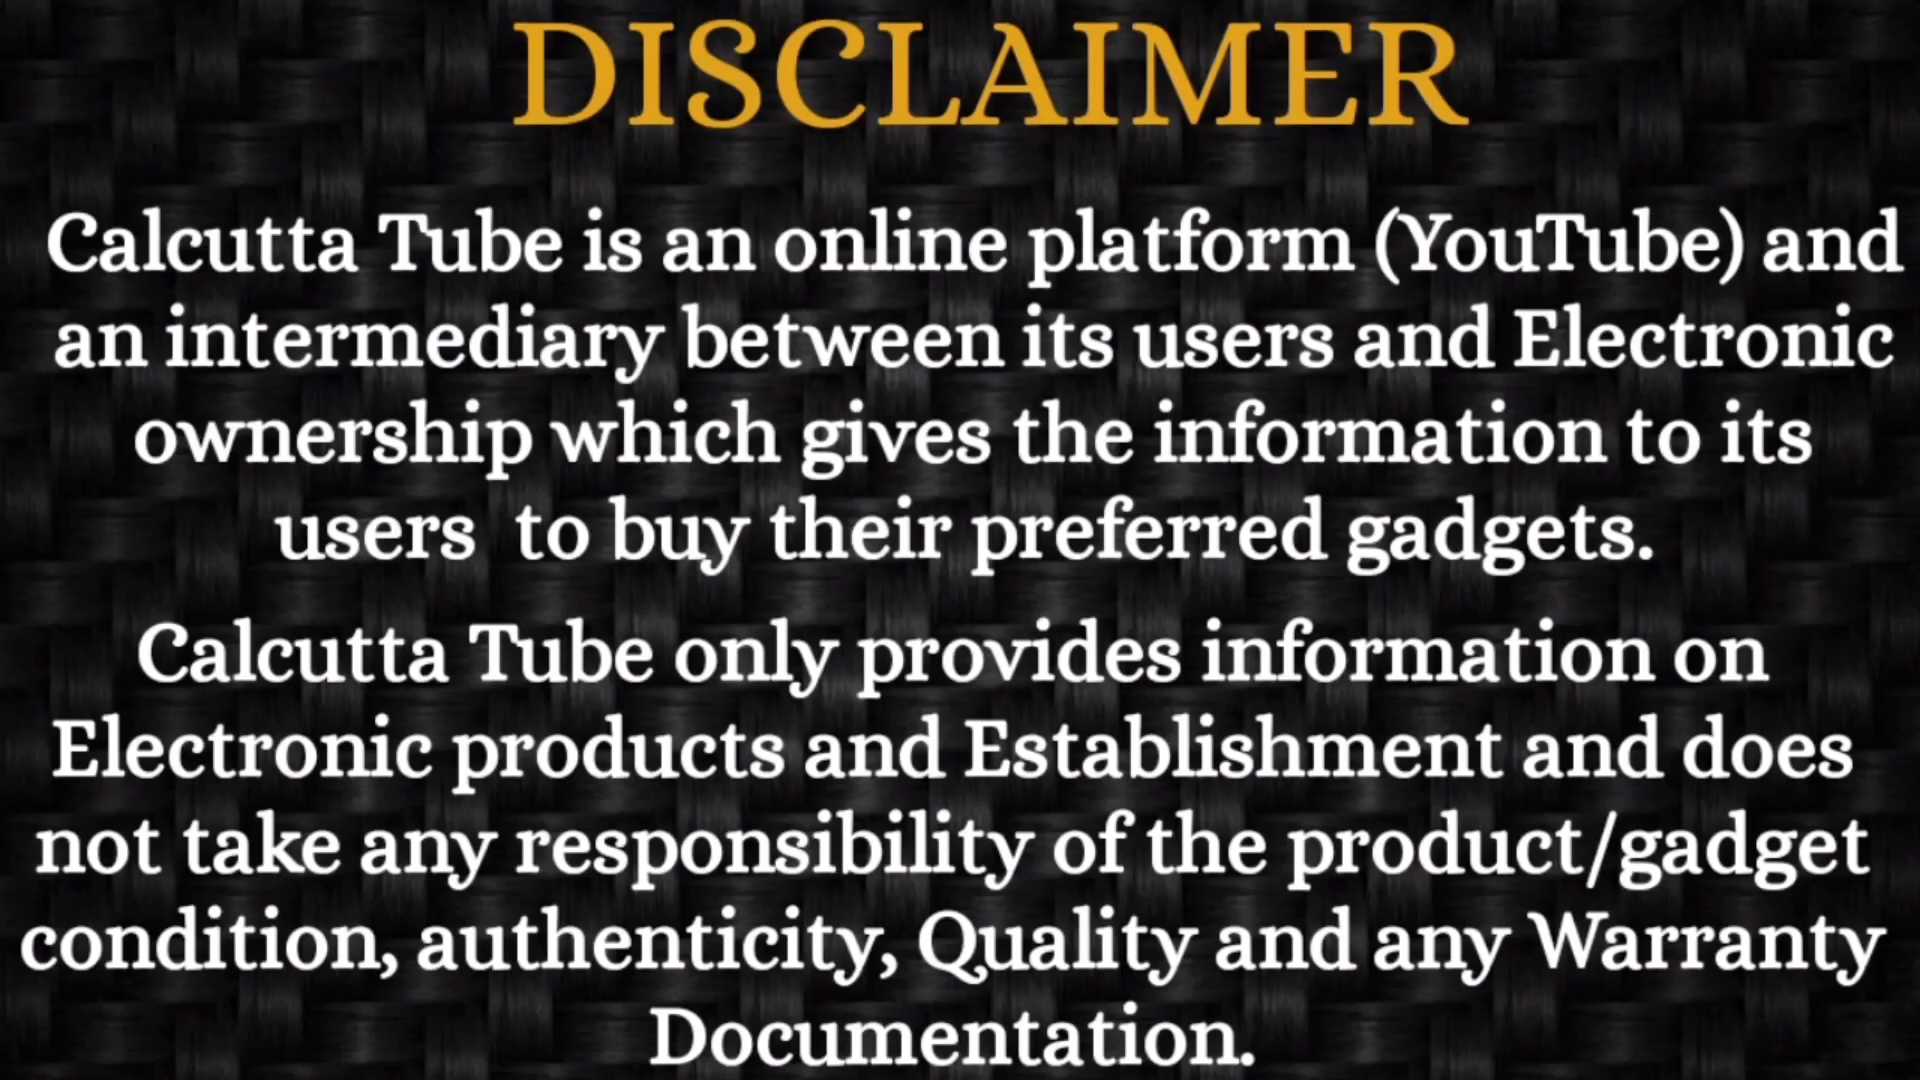 DISCLAIMER
Calcutta Tube is an online platform (YouTube) and
an intermediary between its users and Electronic
ownership which gives the information to its
users to buy their preferred gadgets.
Calcutta Tube only provides information on
Electronic products and Establishment and does
not take any responsibility of the product/gadget
condition, authenticity, Quality and any Warranty
Documentation.